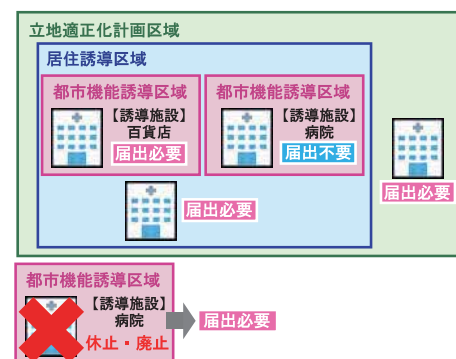 立地適正化計画区域
居住誘導区域
都市機能誘導区域
【誘導施設】
百貨店
届出必要
都市機能誘導区域
【誘導施設】
病院
届出不要
届出必要
届出必要
都市機能誘導区域
【誘導施設】
病院
休止・廃止
届出必要